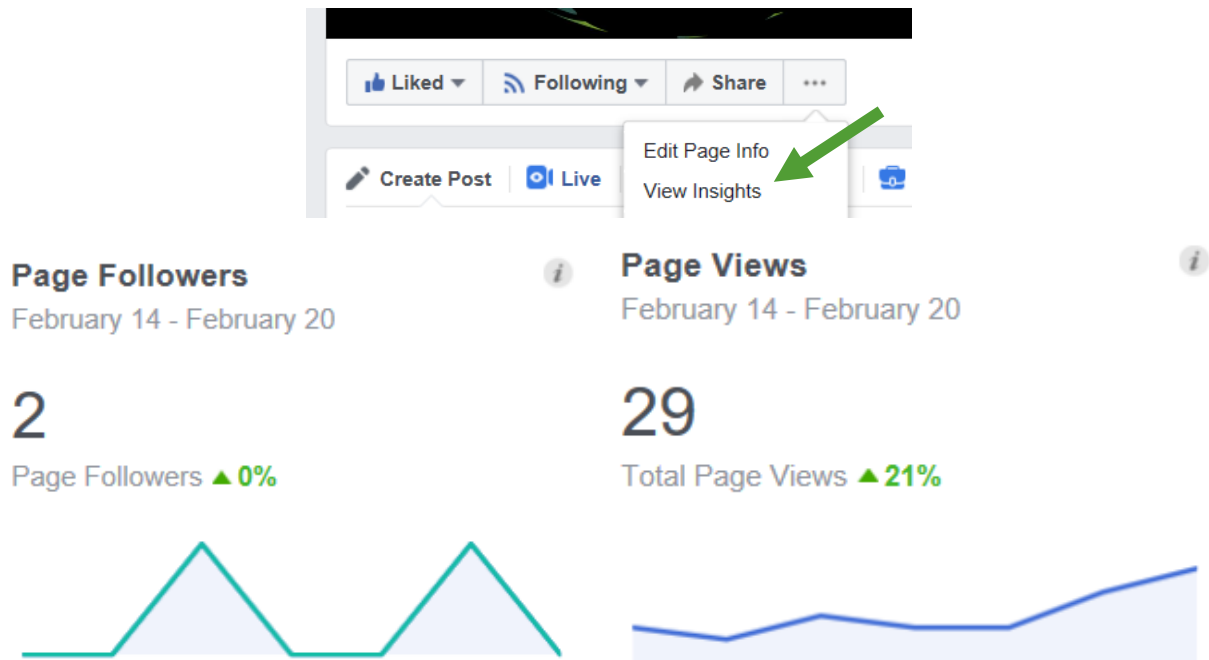 Liked Following Share ...
Edit Page Info
Create Post Live
View Insights
Page Followers
February 14 - February 20
2
Page Followers 0%
Page Views
February 14 - February 20
29
Total Page Views 21%